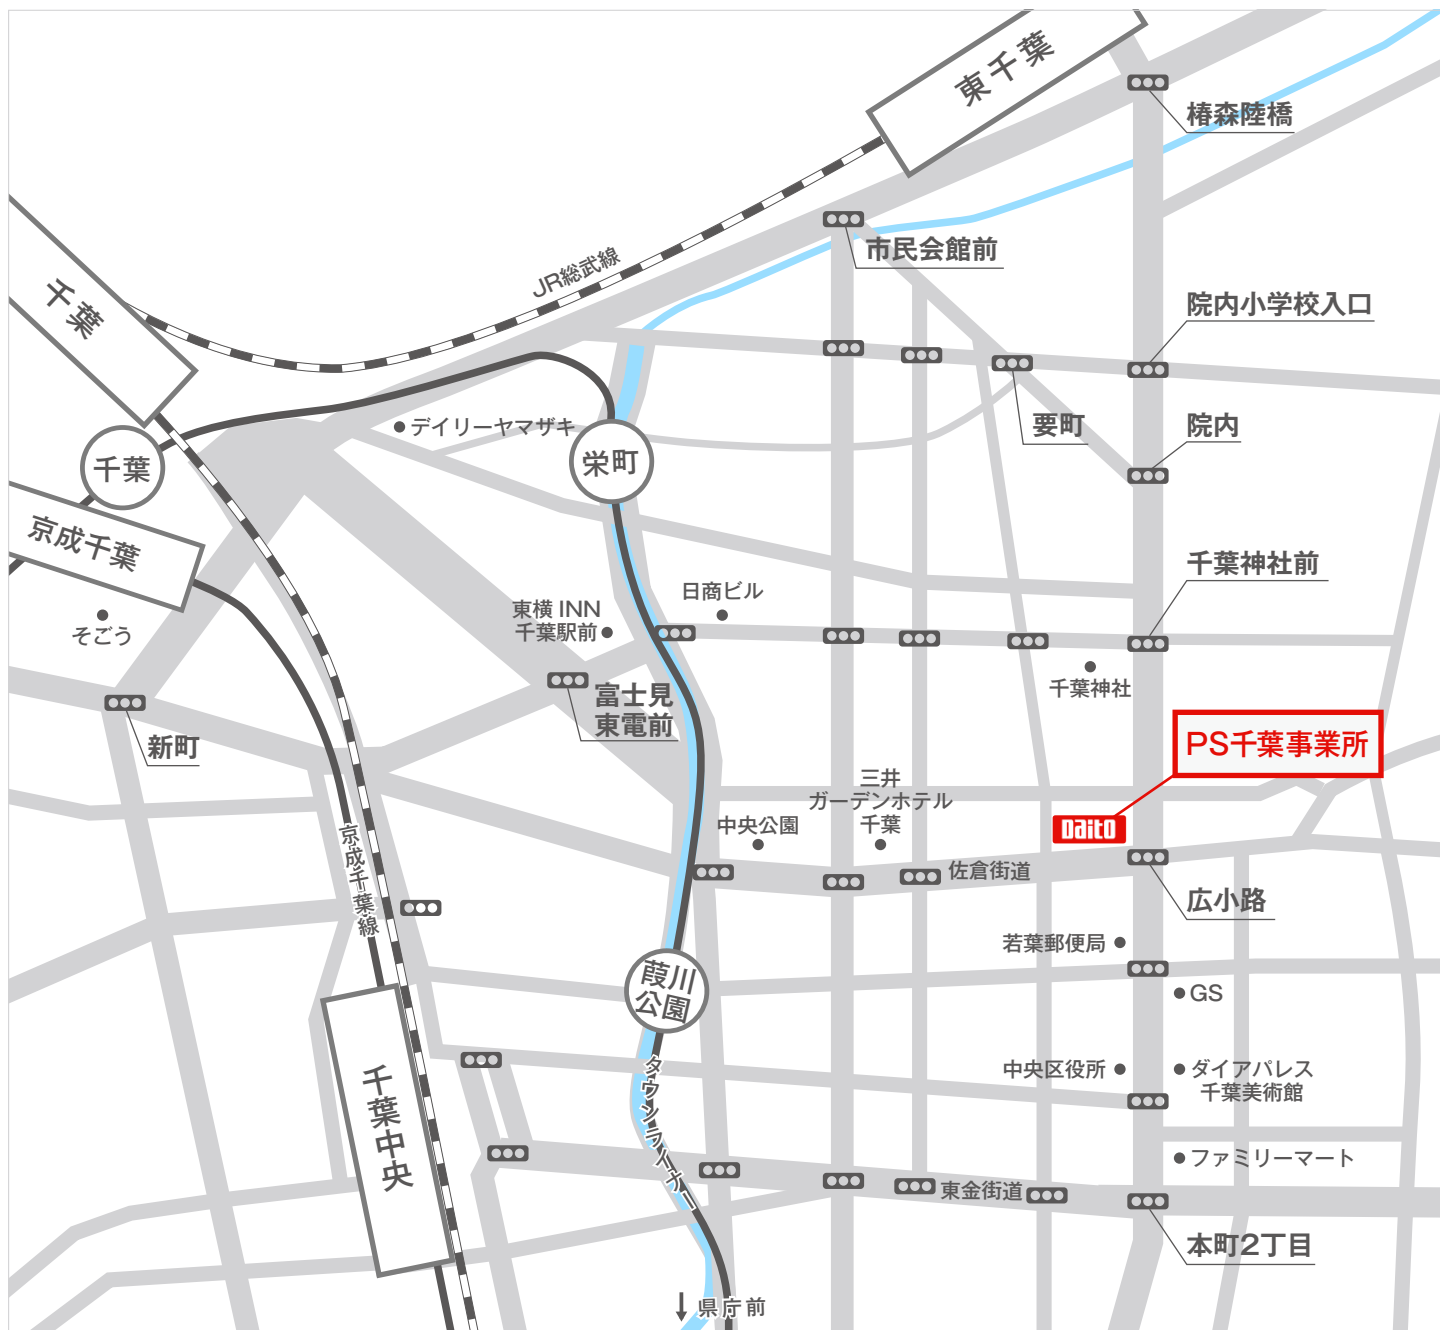 東千葉
椿森陸橋
市民会館前
JR総武線
千葉
院内小学校入口
デイリーヤマザキ
要町
院内
千葉
栄町
京成千葉
千葉神社前
日商ビル
東横 INN
千葉駅前
そごう
千葉神社
富士見
東電前
新町
PS千葉事業所
三井
ガーデンホテル
千葉
中央公園
Daito
京成千葉線
佐倉街道
広小路
若葉郵便局
葭川
公園
GS
千葉中央
タウンライナー
中央区役所
ダイアパレス
千葉美術館
ファミリーマート
東金街道
本町2丁目
↓ 県庁前